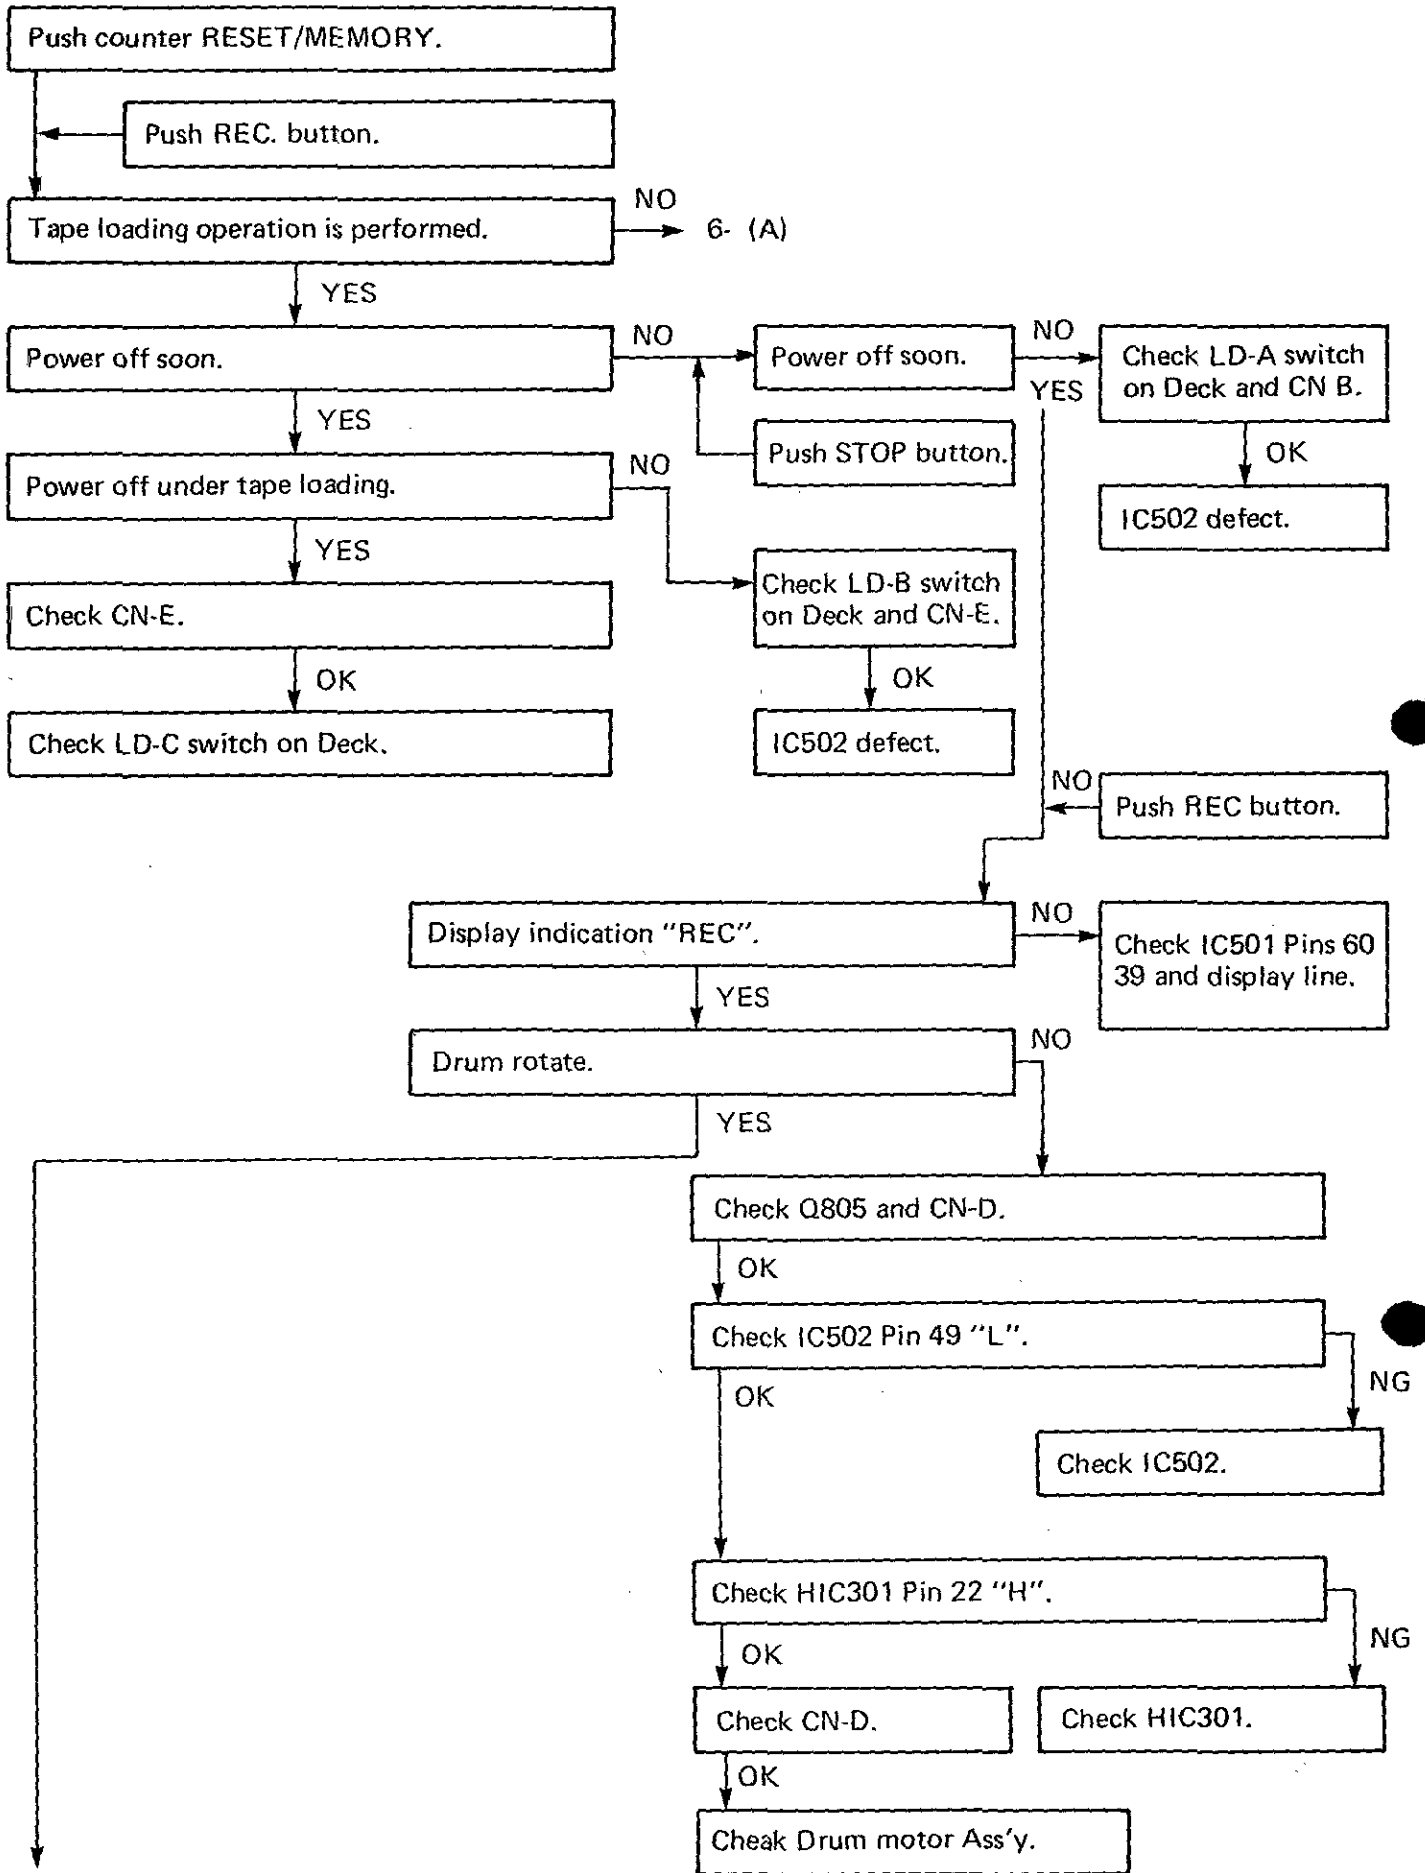 Push counter RESET/MEMORY.
Push REC. button.
Tape loading operation is performed.
NO
6- (A)
YES
Power off soon.
NO
Power off soon.
NO
YES
Check LD-A switch
on Deck and CN B.
YES
Push STOP button.
OK
Power off under tape loading.
NO
IC502 defect.
YES
Check LD-B switch
on Deck and CN-E.
Check CN-E.
OK
OK
Check LD-C switch on Deck.
IC502 defect.
NO
Push REC button.
Display indication "REC".
NO
Check IC501 Pins 60
39 and display line.
YES
Drum rotate.
NO
YES
Check Q805 and CN-D.
OK
Check IC502 Pin 49 "L".
NG
OK
Check IC502.
Check HIC301 Pin 22 "H".
NG
OK
Check CN-D.
Check HIC301.
OK
Cheak Drum motor Ass'y.